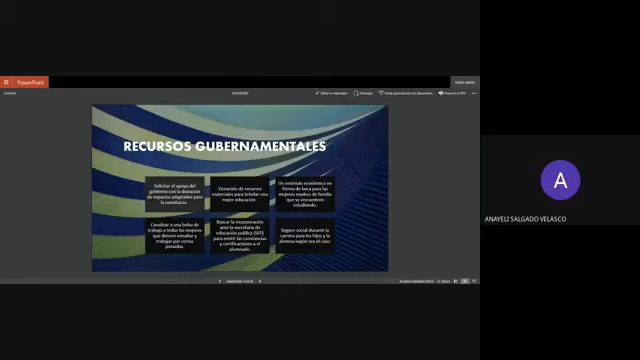 PowerPoint
RECURSOS GUBERNAMENTALES
Solicitar el apoyo del
gobierno con la donación
de espacios adaptados para
la enseñanza
Donación de recursos
materiales para brindar una
mejor educación
Un estímulo económico en
forma de beca para las
mejores madres de familia
que se encuentren
estudiando.
Canalizar a una bolsa de
trabajo a todas las mujeres
que deseen estudiar y
trabajar por cortas
jornadas.
Buscar la incorporación
ante la secretaria de
educación publica (SEP)
para emitir las constancias
y certificaciones a el
alumnado.
Seguro social durante la
carrera para los hijos y la
alumna según sea el caso.
A
ANAYELI SALGADO VELASCO